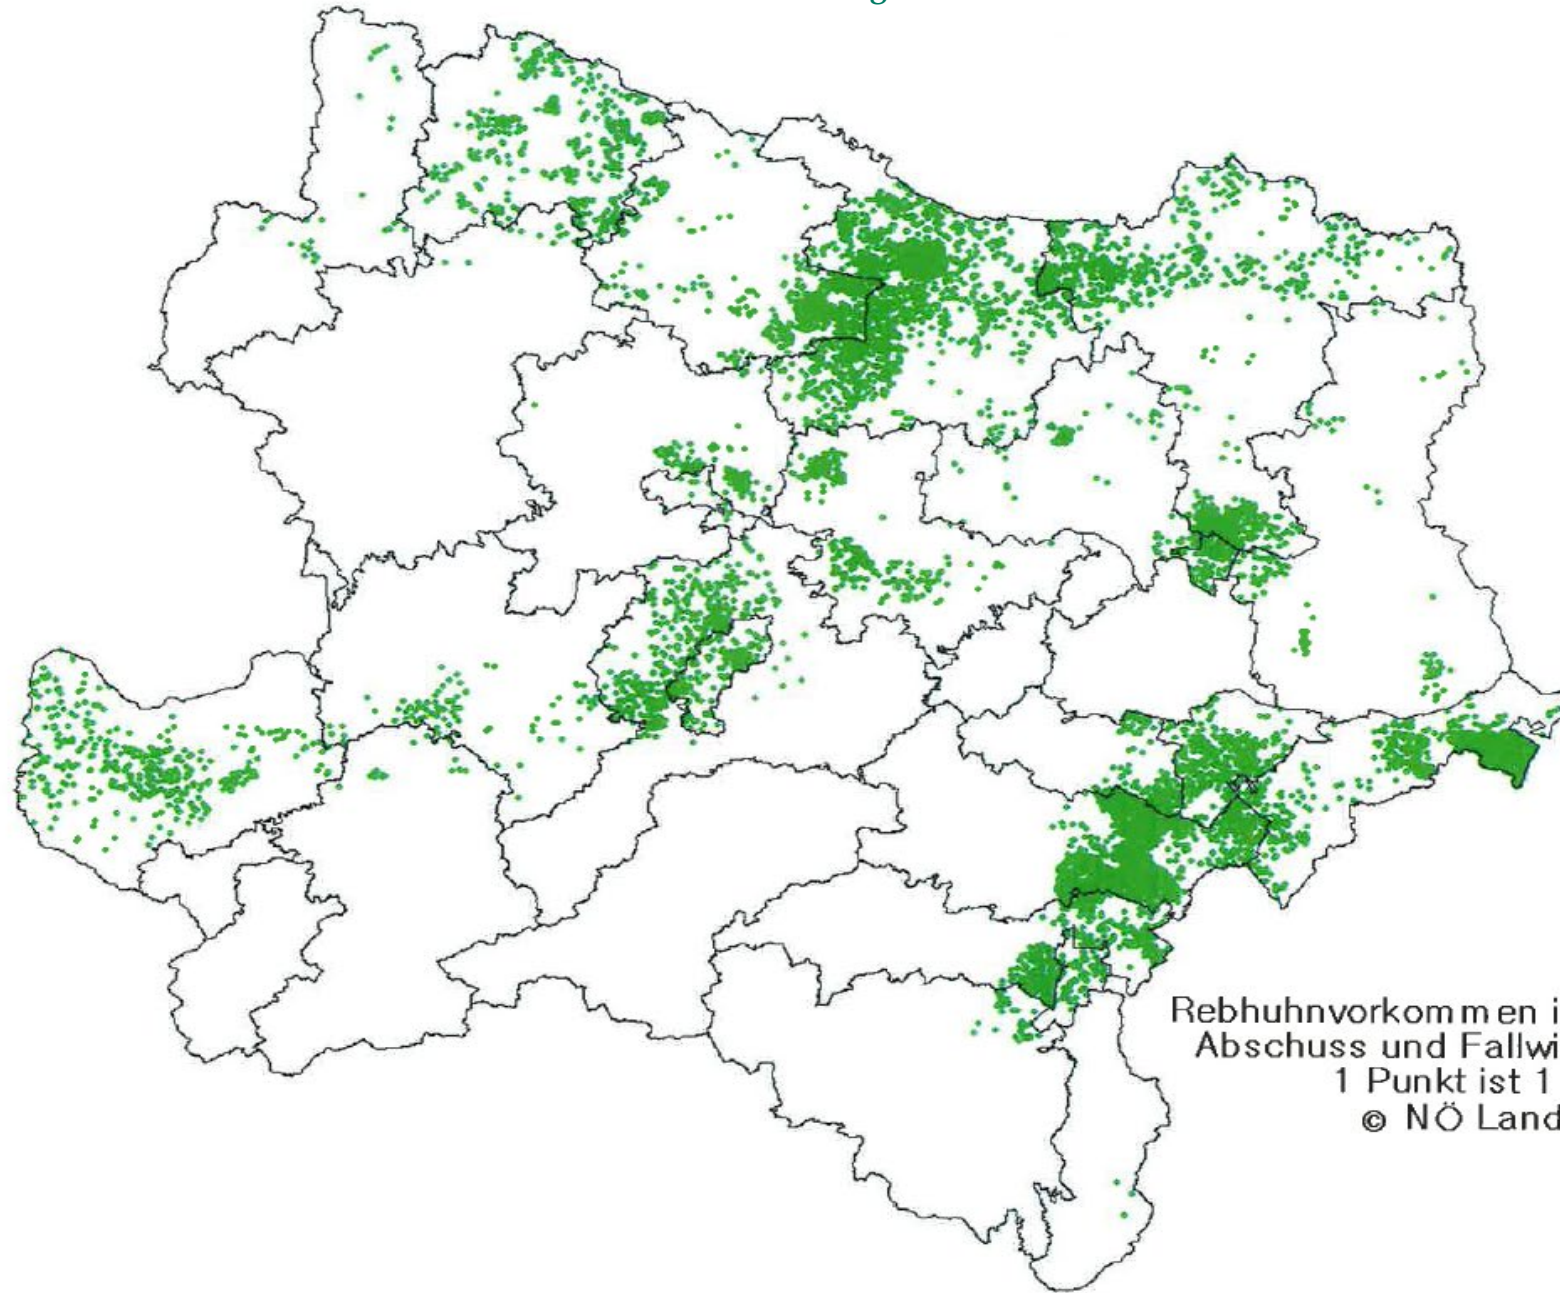 g
Rebhuhnvorkommen i
Abschuss und Fallwi
1 Punkt ist 1
© NÖ Land